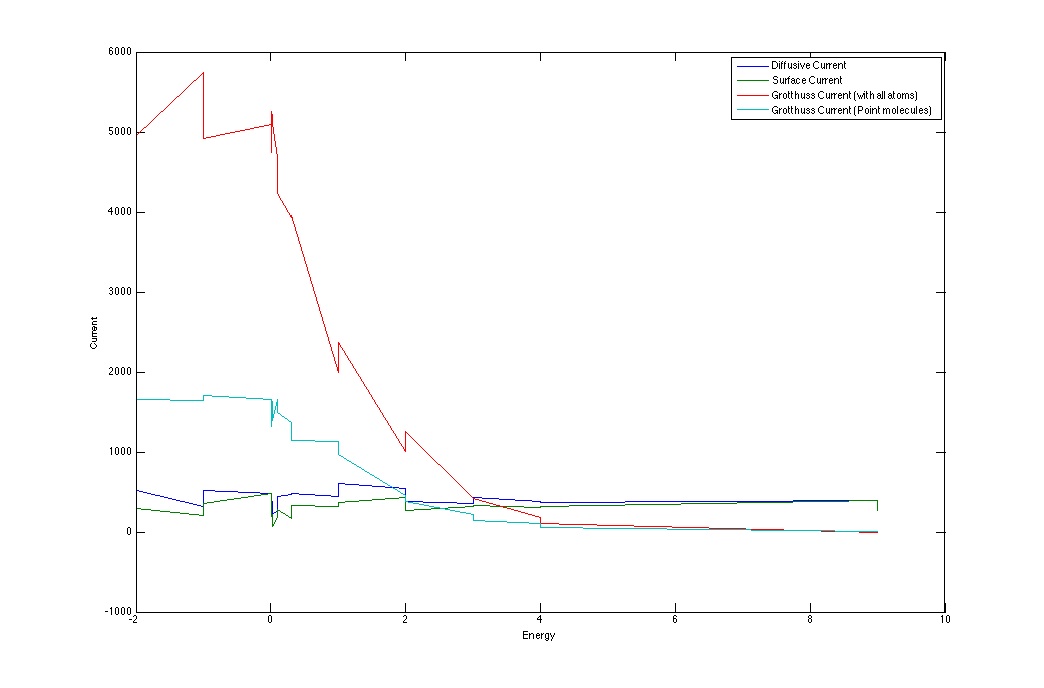 6000
5000
4000
3000
2000
1000
0
-1000
-2
0
2
4
6
8
10
Current
Energy
Diffusive Current
Surface Current
Grotthuss Current (with all atoms)
Grotthuss Current (Point molecules)